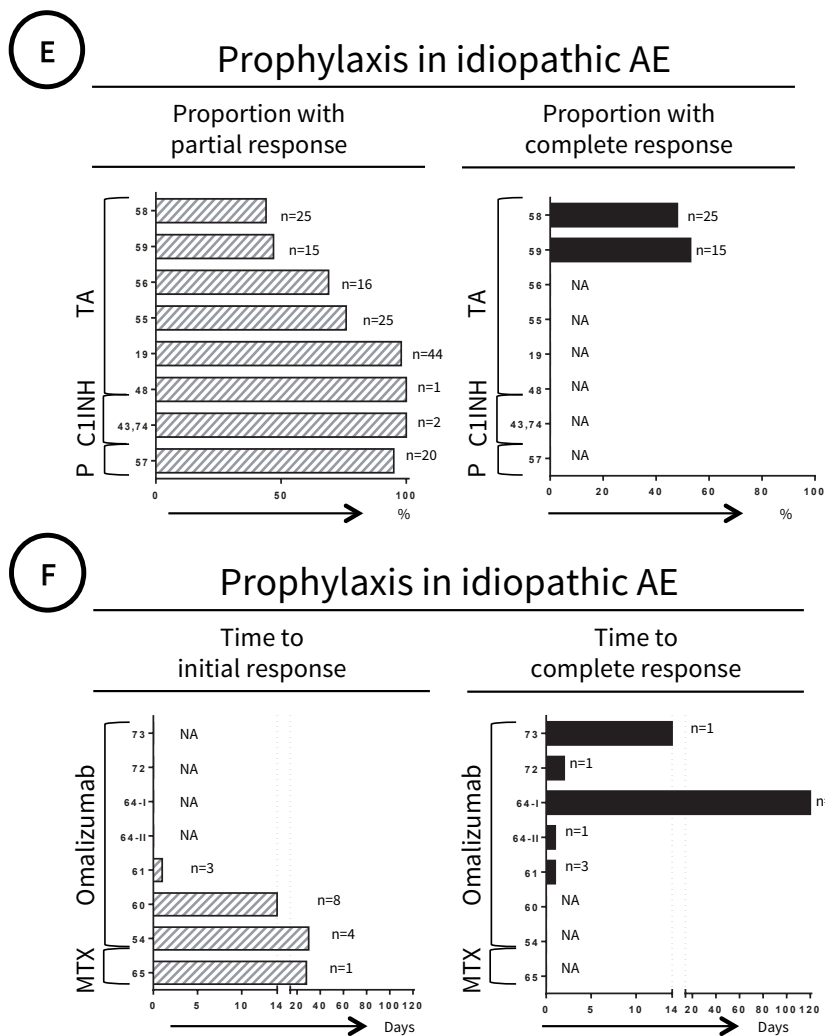 E
Prophylaxis in idiopathic AE
Proportion with
partial response
Proportion with
complete response
TA
C1INH
P
58
n=25
59
n=15
56
n=16
55
n=25
19
n=44
48
n=1
43,74
n=2
57
n=20
0 50 100
%
TA
C1INH
P
58
n=25
59
n=15
56
NA
55
NA
19
NA
48
NA
43,74
NA
57
NA
0 20 40 60 80 100
%
F
Prophylaxis in idiopathic AE
Time to
initial response
Time to
complete response
Omalizumab
MTX
73
NA
72
NA
64-I
NA
64-II
NA
61
n=3
60
n=8
54
n=4
65
n=1
0 5 10 14 20 40 60 80 100 120
Days
Omalizumab
MTX
73
n=1
72
n=1
64-I
n=
64-II
n=1
61
n=3
60
NA
54
NA
65
NA
0 5 10 14 20 40 60 80 100 120
Days